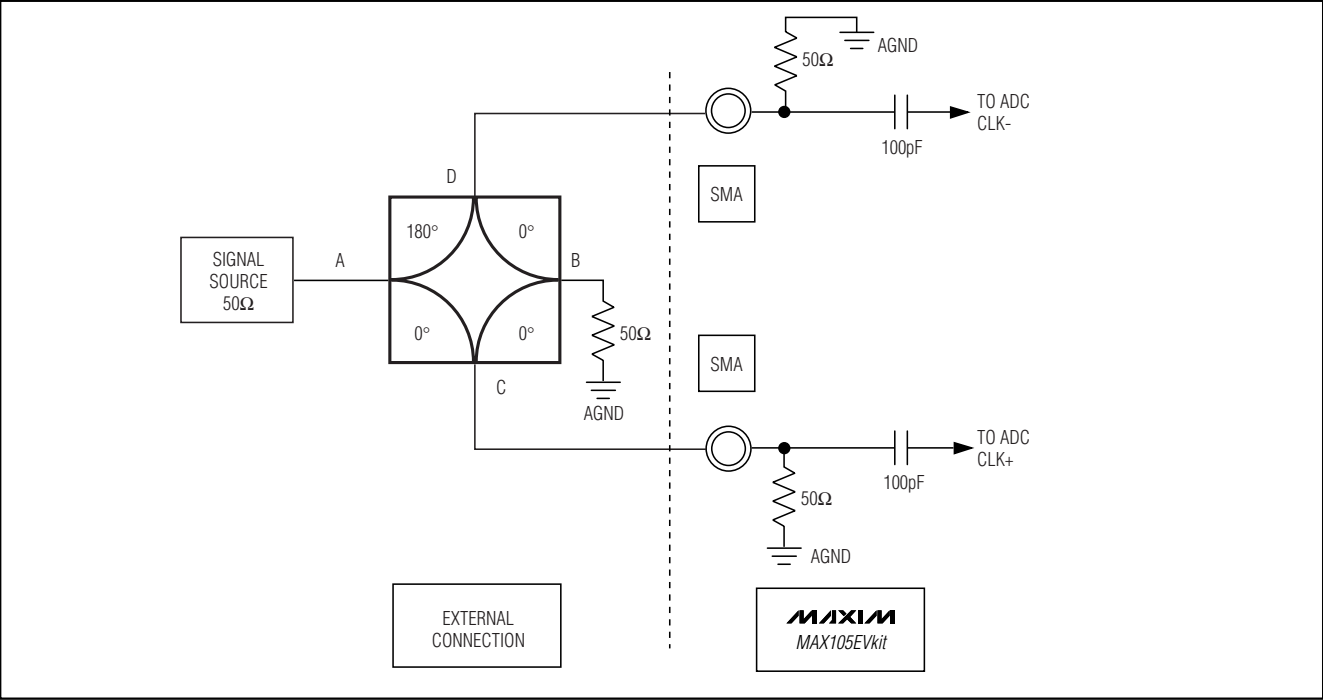 AGND
50Ω
TO ADC
CLK-
100pF
SMA
D
180°
0°
SIGNAL
SOURCE
50Ω
A
B
0°
0°
50Ω
AGND
C
SMA
TO ADC
CLK+
100pF
50Ω
AGND
EXTERNAL
CONNECTION
MAXIM
MAX105EVkit